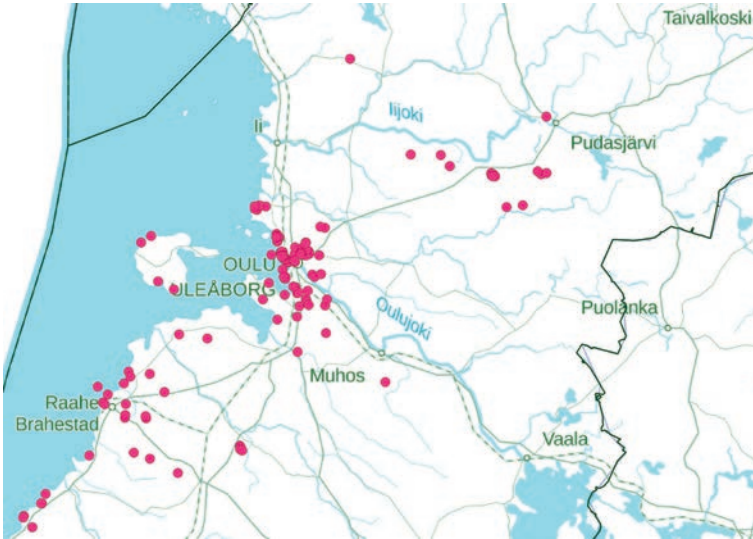 Taivalkoski
Iijoki
Ii
Pudasjärvi
OULU
ULEÅBORG
Oulujoki
Puolanka
Muhos
Raahe
Brahestad
Vaala